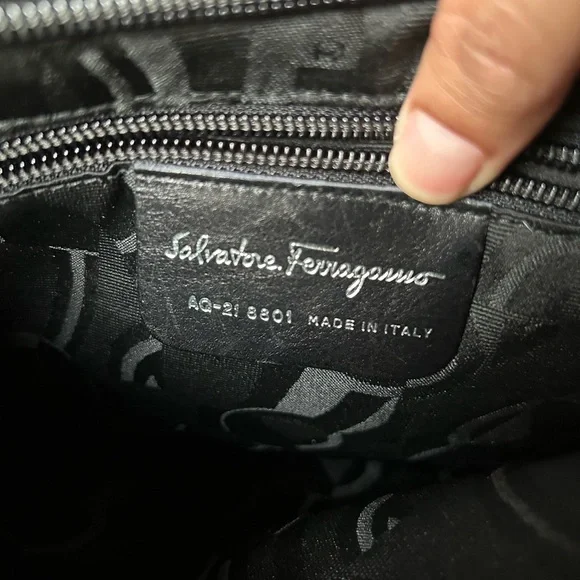 Salvatore Ferragamo
AQ-21 8801 MADE IN ITALY